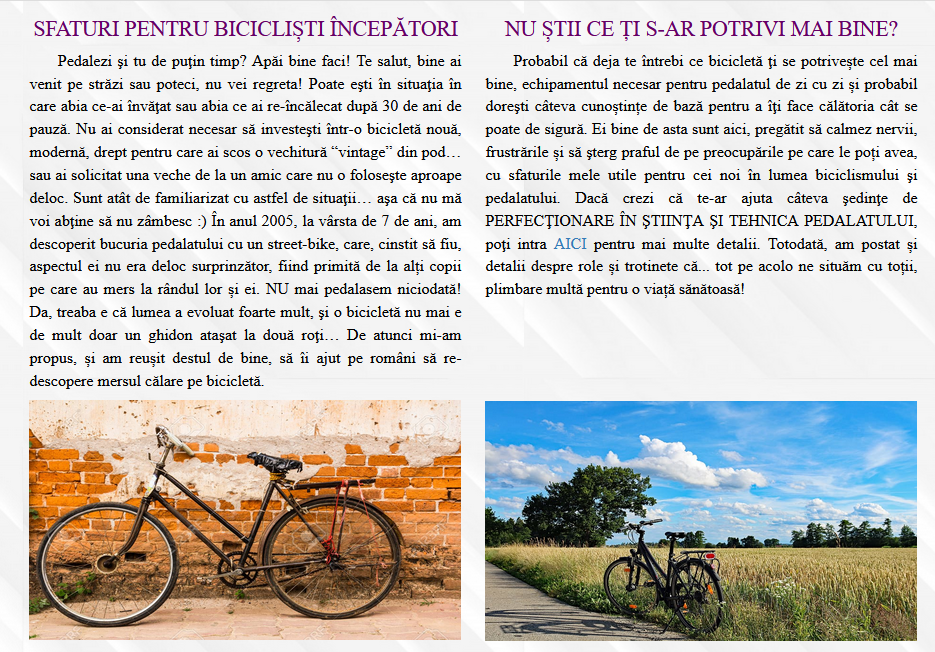 SFATURI PENTRU BICICLIȘTI ÎNCEPĂTORI
Pedalezi şi tu de puţin timp? Apăi bine faci! Te salut, bine ai
venit pe străzi sau poteci, nu vei regreta! Poate eşti în situaţia în
care abia ce-ai învăţat sau abia ce ai re-încălecat după 30 de ani de
pauză. Nu ai considerat necesar să investeşti într-o bicicletă nouă,
modernă, drept pentru care ai scos o vechitură “vintage” din pod…
sau ai solicitat una veche de la un amic care nu o foloseşte aproape
deloc. Sunt atât de familiarizat cu astfel de situaţii… aşa că nu mă
voi abţine să nu zâmbesc :) În anul 2005, la vârsta de 7 de ani, am
descoperit bucuria pedalatului cu un street-bike, care, cinstit să fiu,
aspectul ei nu era deloc surprinzător, fiind primită de la alți copii
pe care au mers la rândul lor și ei. NU mai pedalasem niciodată!
Da, treaba e că lumea a evoluat foarte mult, şi o bicicletă nu mai e
de mult doar un ghidon ataşat la două roţi… De atunci mi-am
propus, și am reușit destul de bine, să îi ajut pe români să re-
descopere mersul călare pe bicicletă.
NU ȘTII CE ȚI S-AR POTRIVI MAI BINE?
Probabil că deja te întrebi ce bicicletă ţi se potriveşte cel mai
bine, echipamentul necesar pentru pedalatul de zi cu zi și probabil
doreşti câteva cunoștințe de bază pentru a îţi face călătoria cât se
poate de sigură. Ei bine de asta sunt aici, pregătit să calmez nervii,
frustrările și să şterg praful de pe preocupările pe care le poți avea,
cu sfaturile mele utile pentru cei noi în lumea biciclismului şi
pedalatului. Dacă crezi că te-ar ajuta câteva şedinţe de
PERFECŢIONARE ÎN ŞTIINŢA ŞI TEHNICA PEDALATULUI,
poţi intra AICI pentru mai multe detalii. Totodată, am postat și
detalii despre role și trotinete că... tot pe acolo ne situăm cu toții,
plimbare multă pentru o viață sănătoasă!